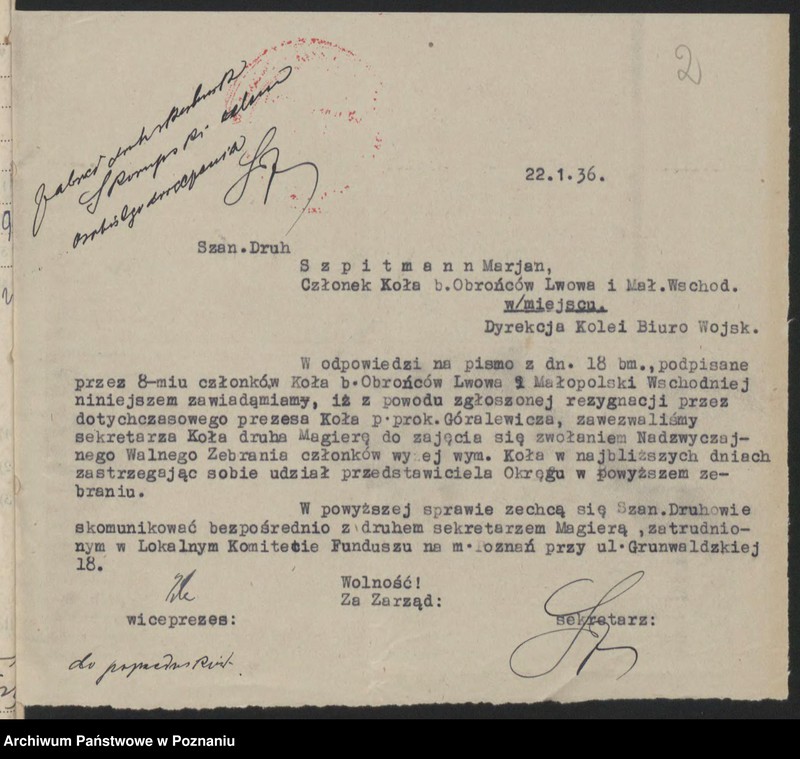 2
Skorupski celem
22.1.36.
Szan.Druh
S z p i t m a n n Marjan,
Członek Koła b.Obrońców Lwowa i Mał.Wschod.
w/miejscu.
Dyrekcja Kolei Biuro Wojsk.
W odpowiedzi na pismo z dn. 18 bm.,podpisane
przez 8-miu członków Koła b.Obrońców Lwowa i Małopolski Wschodniej
niniejszem zawiadamiamy, iż z powodu zgłoszonej rezygnacji przez
dotychczasowego prezesa Koła p.prok.Góralewicza, zawezwaliśmy
sekretarza Koła druha Magierę do zajęcia się zwołaniem Nadzwyczaj-
nego Walnego Zebrania członków wyżej wym. Koła w najbliższych dniach
zastrzegając sobie udział przedstawiciela Okręgu w powyższem ze-
braniu.
W powyższej sprawie zechcą się Szan.Druhowie
skomunikować bezpośrednio z druhem sekretarzem Magierą ,zatrudnio-
nym w Lokalnym Komitecie Funduszu na m.Poznań przy ul.Grunwaldzkiej
18.
Wolność!
Za Zarząd:
wiceprezes: sekretarz:
do
Archiwum Państwowe w Poznaniu